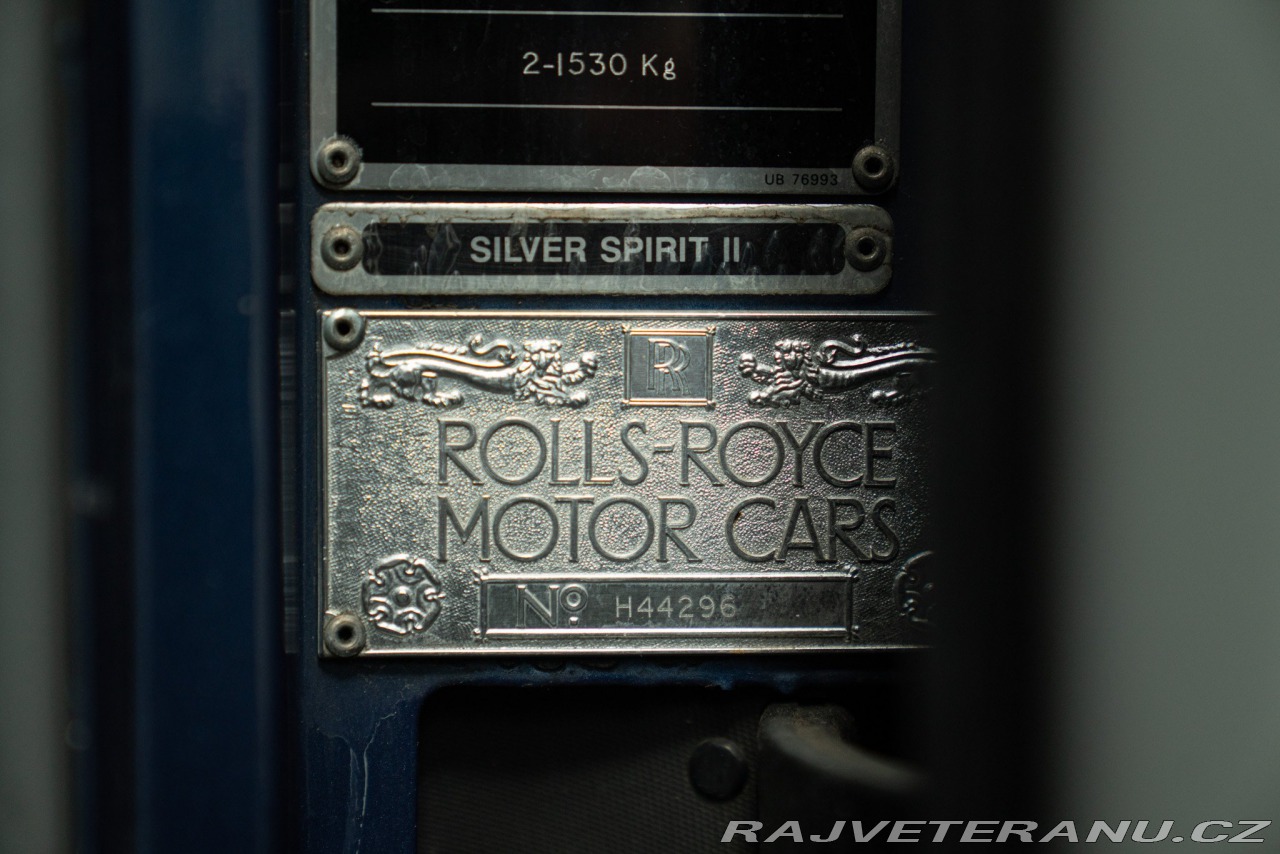 2-1530 Kg
UB 76993
SILVER SPIRIT II
RR
ROLLS-ROYCE
MOTOR CARS
Nº H44296
RAJVETERANU.CZ